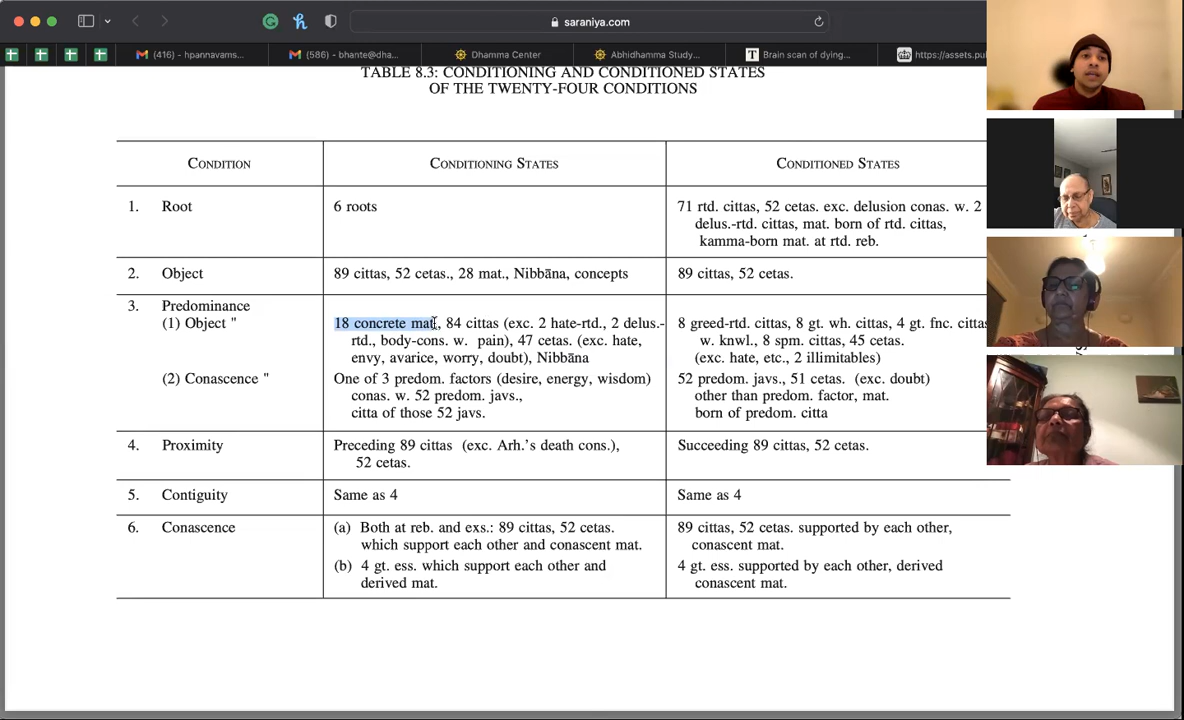 saraniya.com
(416) - hpannavams...
(586) - bhante@dha...
Dhamma Center
Abhidhamma Study...
Brain scan of dying...
https://assets.pu
TABLE 8.3: CONDITIONING AND CONDITIONED STATES
OF THE TWENTY-FOUR CONDITIONS
CONDITION CONDITIONING STATES CONDITIONED STATES
1. Root
6 roots
71 rtd. cittas, 52 cetas. exc. delusion conas. w. 2
delus.-rtd. cittas, mat. born of rtd. cittas,
kamma-born mat. at rtd. reb.
2. Object
89 cittas, 52 cetas., 28 mat., Nibbāna, concepts
89 cittas, 52 cetas.
3. Predominance
(1) Object "
18 concrete mat., 84 cittas (exc. 2 hate-rtd., 2 delus.-
rtd., body-cons. w. pain), 47 cetas. (exc. hate,
envy, avarice, worry, doubt), Nibbāna
8 greed-rtd. cittas, 8 gt. wh. cittas, 4 gt. fnc. cittas
w. knwl., 8 spm. cittas, 45 cetas.
(exc. hate, etc., 2 illimitables)
(2) Conascence "
One of 3 predom. factors (desire, energy, wisdom)
conas. w. 52 predom. javs.,
citta of those 52 javs.
52 predom. javs., 51 cetas. (exc. doubt)
other than predom. factor, mat.
born of predom. citta
4. Proximity
Preceding 89 cittas (exc. Arh.'s death cons.),
52 cetas.
Succeeding 89 cittas, 52 cetas.
5. Contiguity
Same as 4
Same as 4
6. Conascence
(a) Both at reb. and exs.: 89 cittas, 52 cetas.
which support each other and conascent mat.
89 cittas, 52 cetas. supported by each other,
conascent mat.
(b) 4 gt. ess. which support each other and
derived mat.
4 gt. ess. supported by each other, derived
conascent mat.